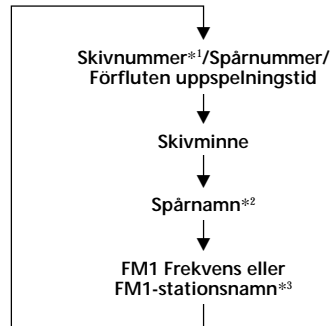 Skivnummer*1/Spårnummer/
Förfluten uppspelningstid
Skivminne
Spårnamn*2
FM1 Frekvens eller
FM1-stationsnamn*3